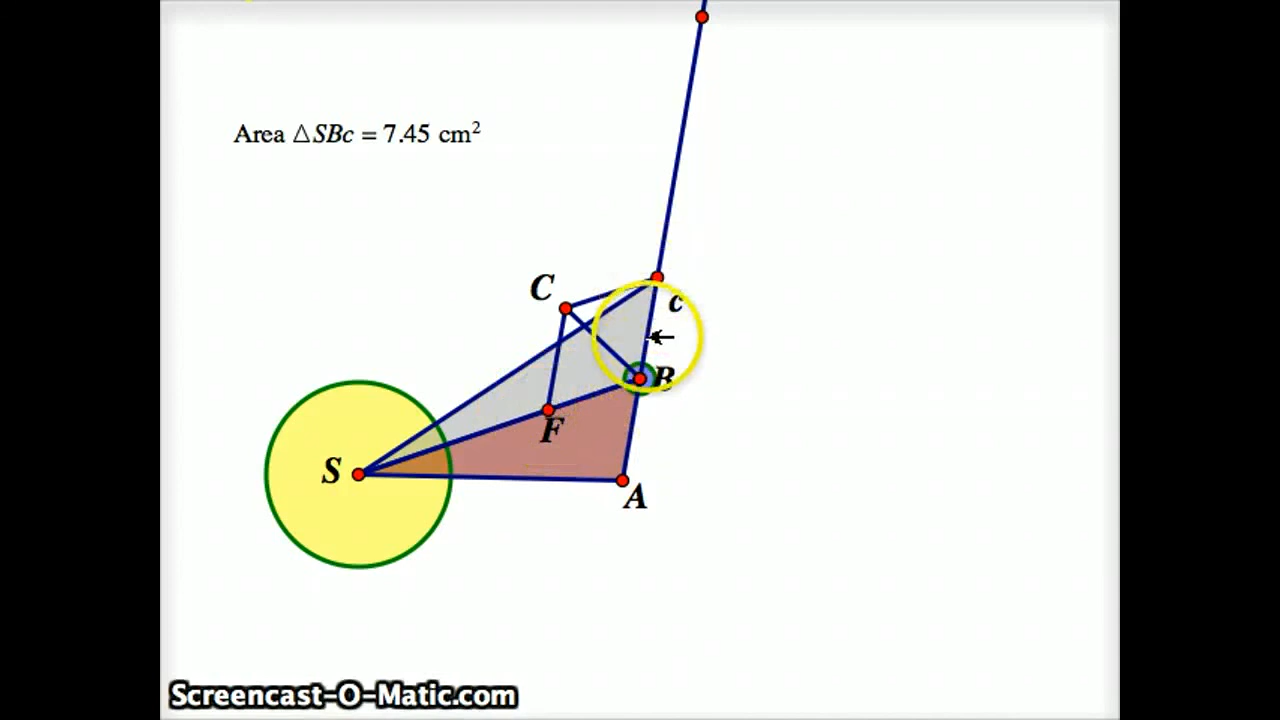 Area △SBc = 7.45 cm²
C
c
B
F
S
A
Screencast-O-Matic.com